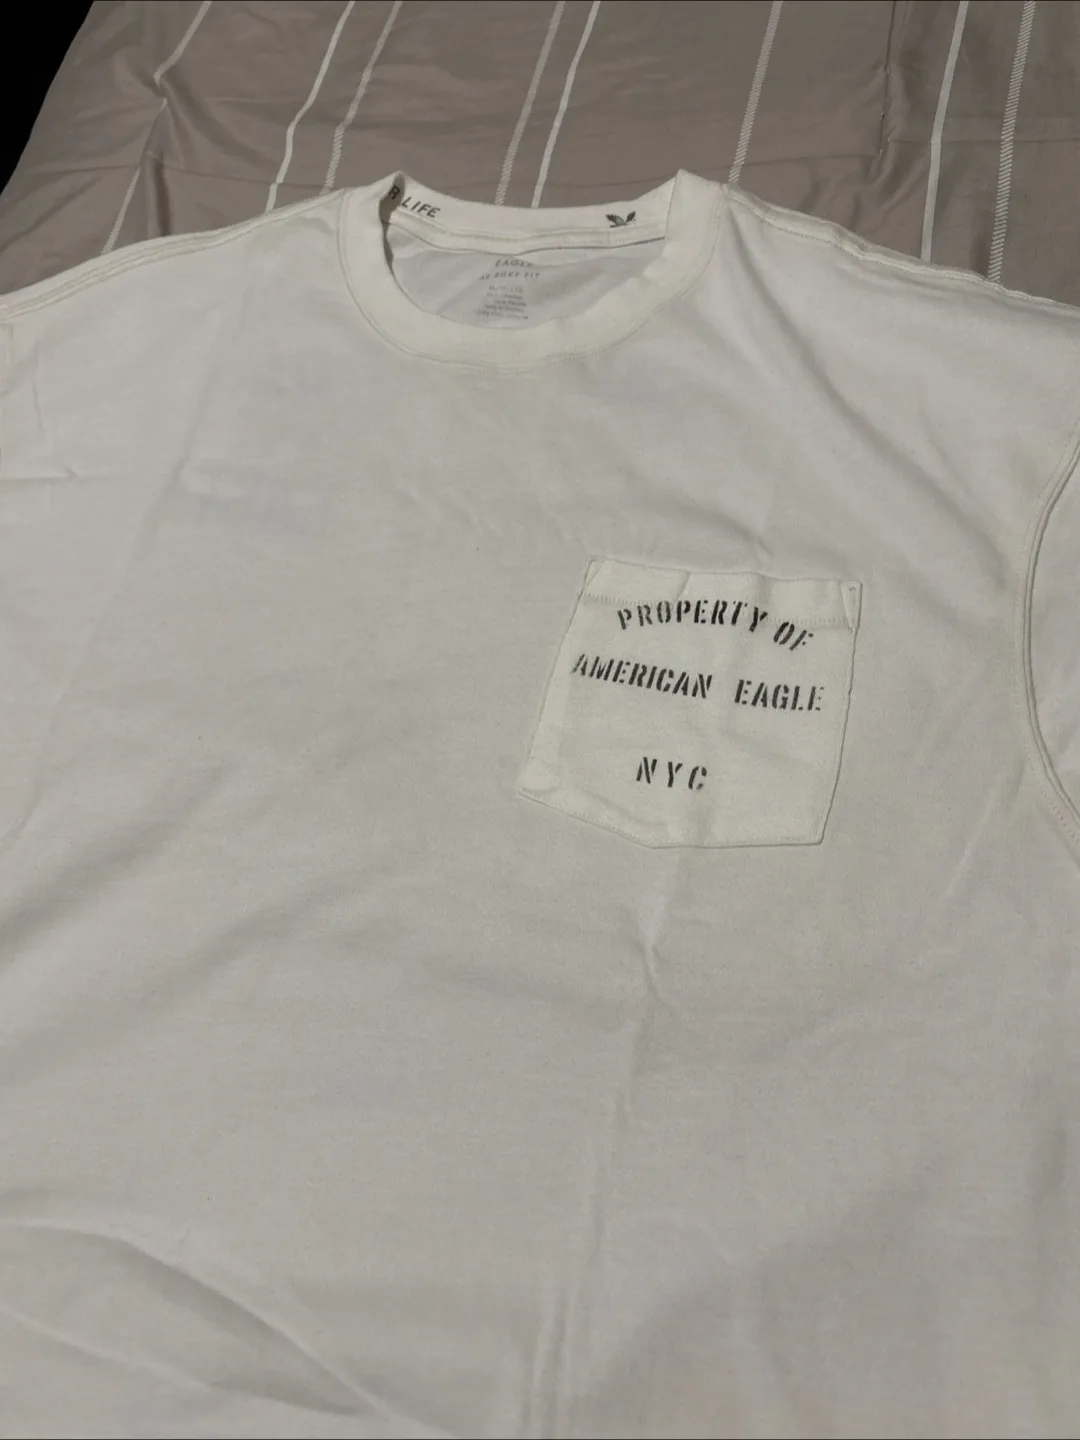 R LIFE
EAGLE
PROPERTY OF
AMERICAN EAGLE
NYC